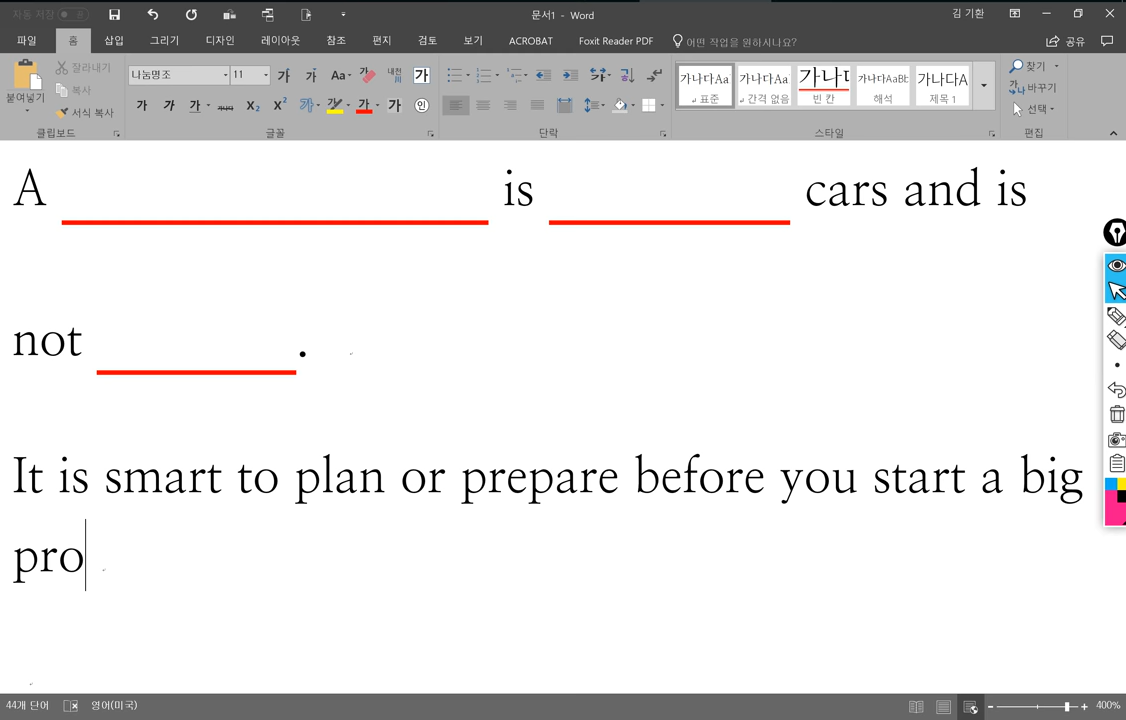 자동 저장
문서1 - Word
김 기환
파일 홈 삽입 그리기 디자인 레이아웃 참조 편지 검토 보기 ACROBAT Foxit Reader PDF 어떤 작업을 원하시나요? 공유
붙여넣기
잘라내기
복사
서식 복사
클립보드
나눔명조 11
글꼴
단락
가나다Aa 표준
가나다Aa 간격 없음
가나다 빈 칸
가나다AaBb 해석
가나다A 제목 1
스타일
찾기
바꾸기
선택
편집
A is cars and is
not .
It is smart to plan or prepare before you start a big
pro
44개 단어 영어(미국) 400%